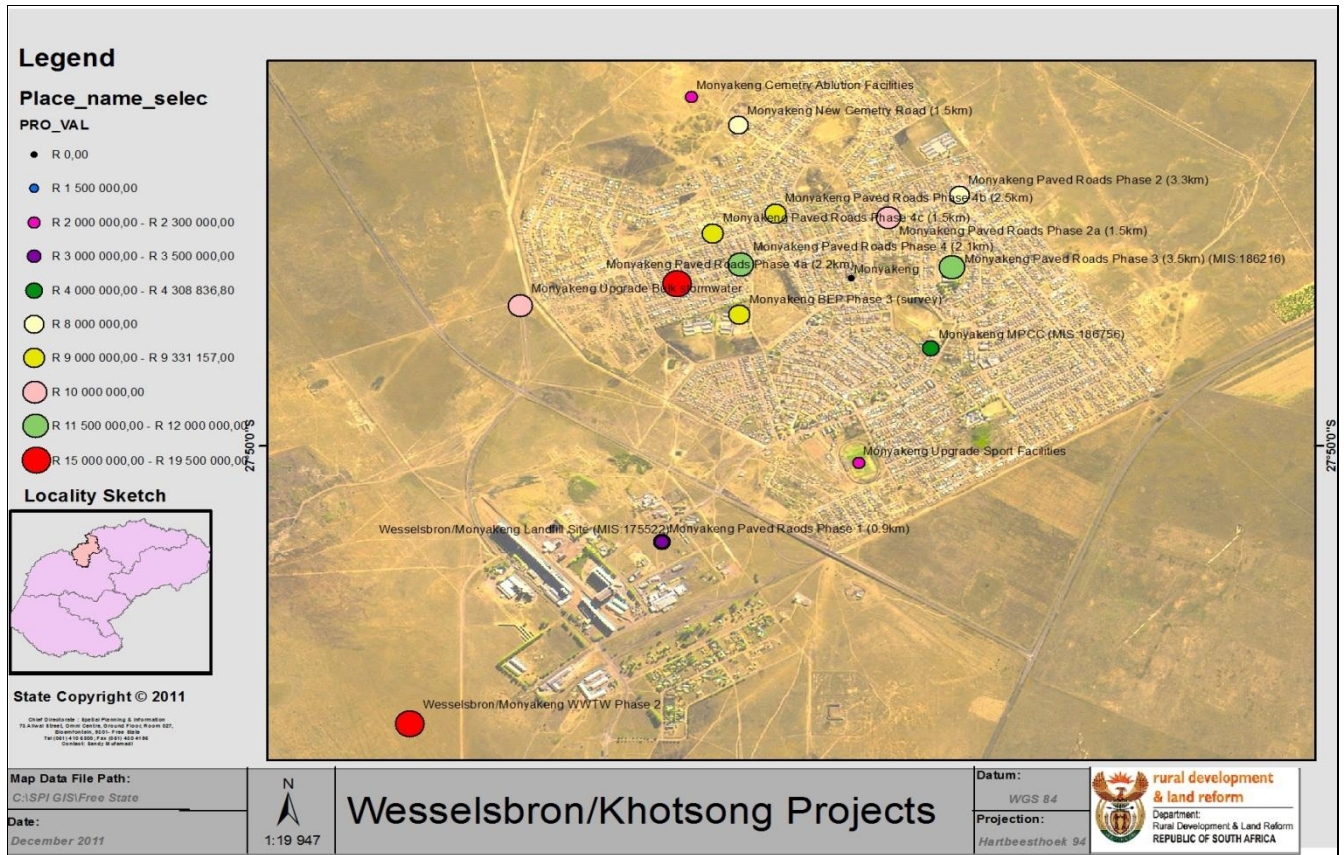 Legend
Place_name_selec
PRO_VAL
R 0,00
R 1 500 000,00
R 2 000 000,00 - R 2 300 000,00
R 3 000 000,00 - R 3 500 000,00
R 4 000 000,00 - R 4 308 836,80
R 8 000 000,00
R 9 000 000,00 - R 9 331 157,00
R 10 000 000,00
R 11 500 000,00 - R 12 000 000,00
R 15 000 000,00 - R 19 500 000,00
Locality Sketch
State Copyright © 2011
Chief Directorate : Spatial Planning & Information
Monyakeng Cemetry Ablution Facilities
Monyakeng New Cemetry Road (1.5km)
Monyakeng Paved Roads Phase 2 (3.3km)
Monyakeng Paved Roads Phase 4b (2.5km)
Monyakeng Paved Roads Phase 4c (1.5km)
Monyakeng Paved Roads Phase 2a (1.5km)
Monyakeng Paved Roads Phase 4 (2.1km)
Monyakeng Paved Roads Phase 3 (3.5km) (MIS:186216)
Monyakeng Paved Roads Phase 4a (2.2km)
Monyakeng
Monyakeng Upgrade Bulk stormwater
Monyakeng BEP Phase 3 (survey)
Monyakeng MPCC (MIS:186756)
27°50'0"S
27°50'0"S
Monyakeng Upgrade Sport Facilities
Wesselsbron/Monyakeng Landfill Site (MIS:175522)
Monyakeng Paved Raods Phase 1 (0.9km)
Wesselsbron/Monyakeng WWTW Phase 2
Map Data File Path:
C:\SPI GIS\Free State
Date:
December 2011
N
1:19 947
Wesselsbron/Khotsong Projects
Datum:
WGS 84
Projection:
Hartbeesthoek 94
rural development
& land reform
Department:
Rural Development & Land Reform
REPUBLIC OF SOUTH AFRICA